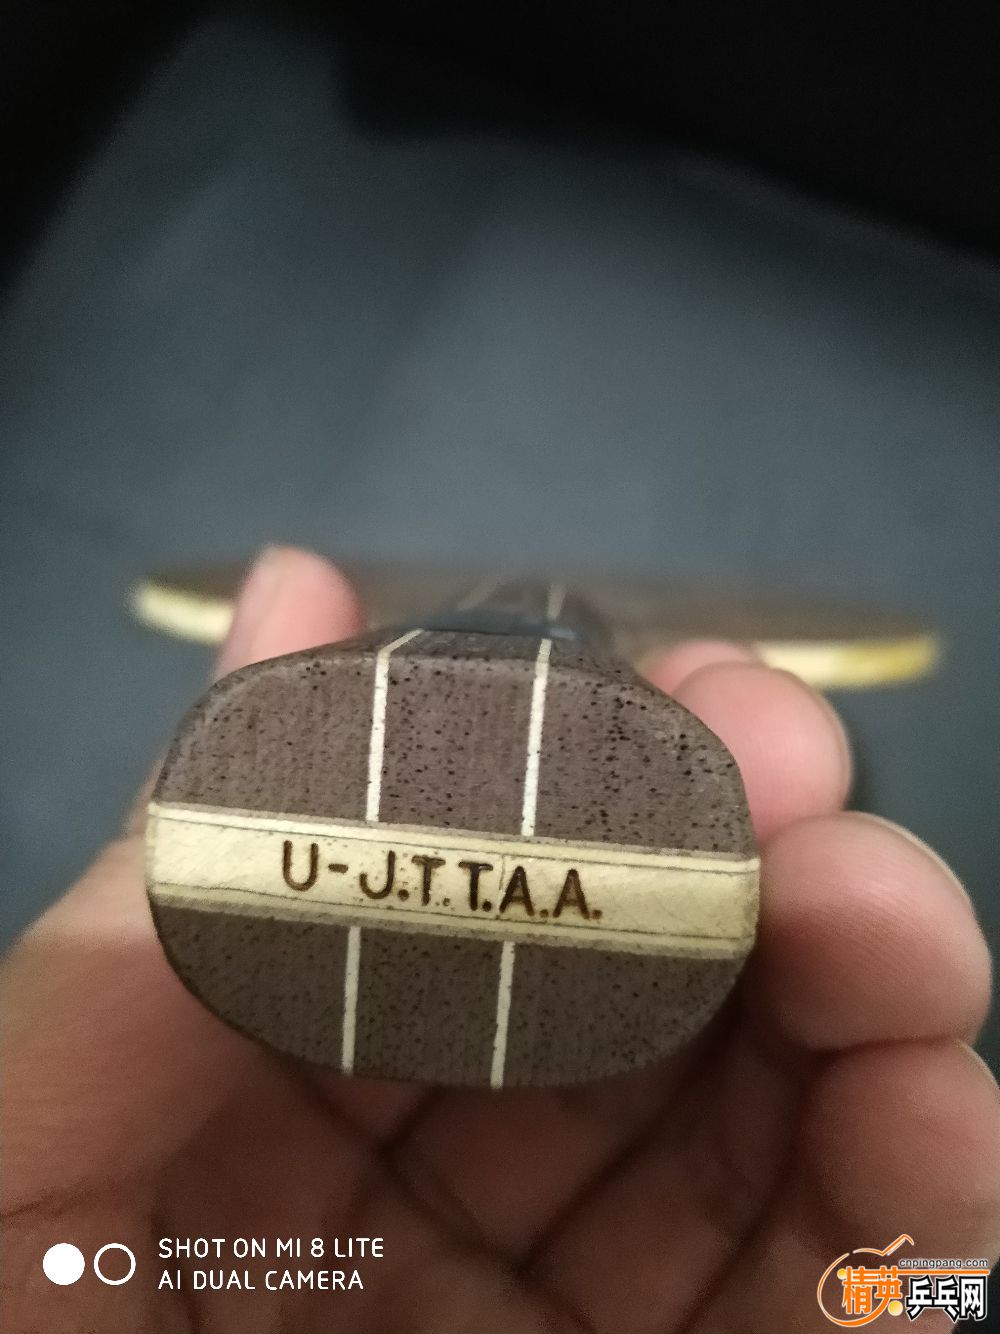 U-J.T.T.A.A.
SHOT ON MI 8 LITE
AI DUAL CAMERA
cnpingpang.com
精英乒乓网